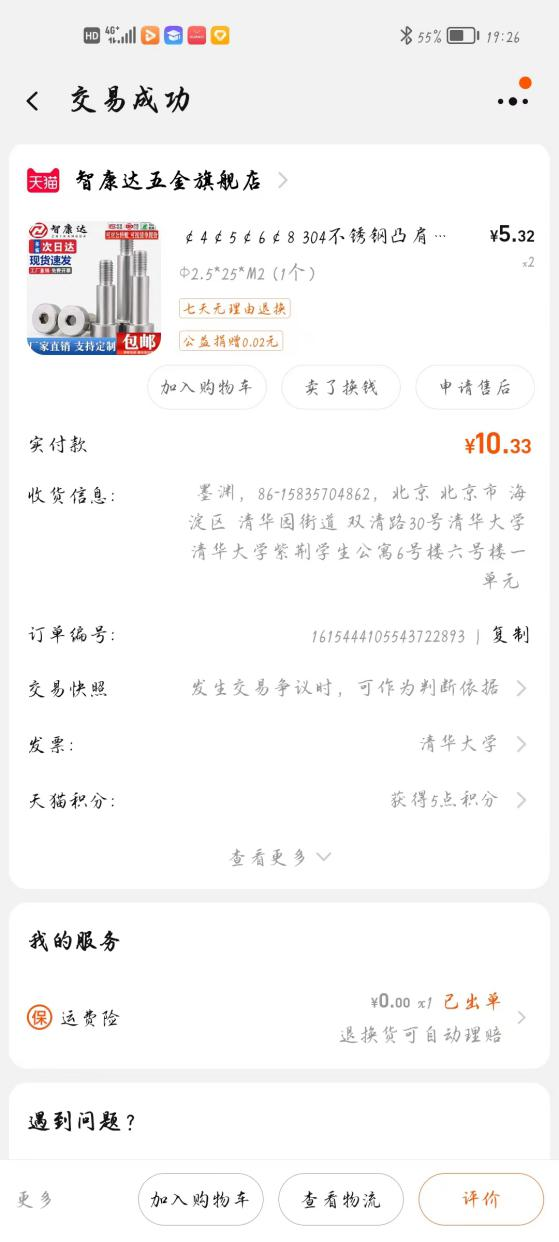 HD 4G+ 55% 19:26
交易成功
天猫 智康达五金旗舰店
¢4¢5¢6¢8 304不锈钢凸肩… ¥5.32
Φ2.5*25*M2 (1个) x2
智康达
次日达
现货速发
工厂直销 免费开票
厂家直销 支持定制 包邮
七天无理由退换
公益捐赠0.02元
加入购物车 卖了换钱 申请售后
实付款 ¥10.33
收货信息: 墨渊, 86-15835704862, 北京 北京市 海
淀区 清华园街道 双清路30号清华大学
清华大学紫荆学生公寓6号楼六号楼一
单元
订单编号: 1615444105543722893 | 复制
交易快照 发生交易争议时, 可作为判断依据
发票: 清华大学
天猫积分: 获得5点积分
查看更多
我的服务
保 运费险 ¥0.00 x1 已出单
退换货可自动理赔
遇到问题?
更多 加入购物车 查看物流 评价